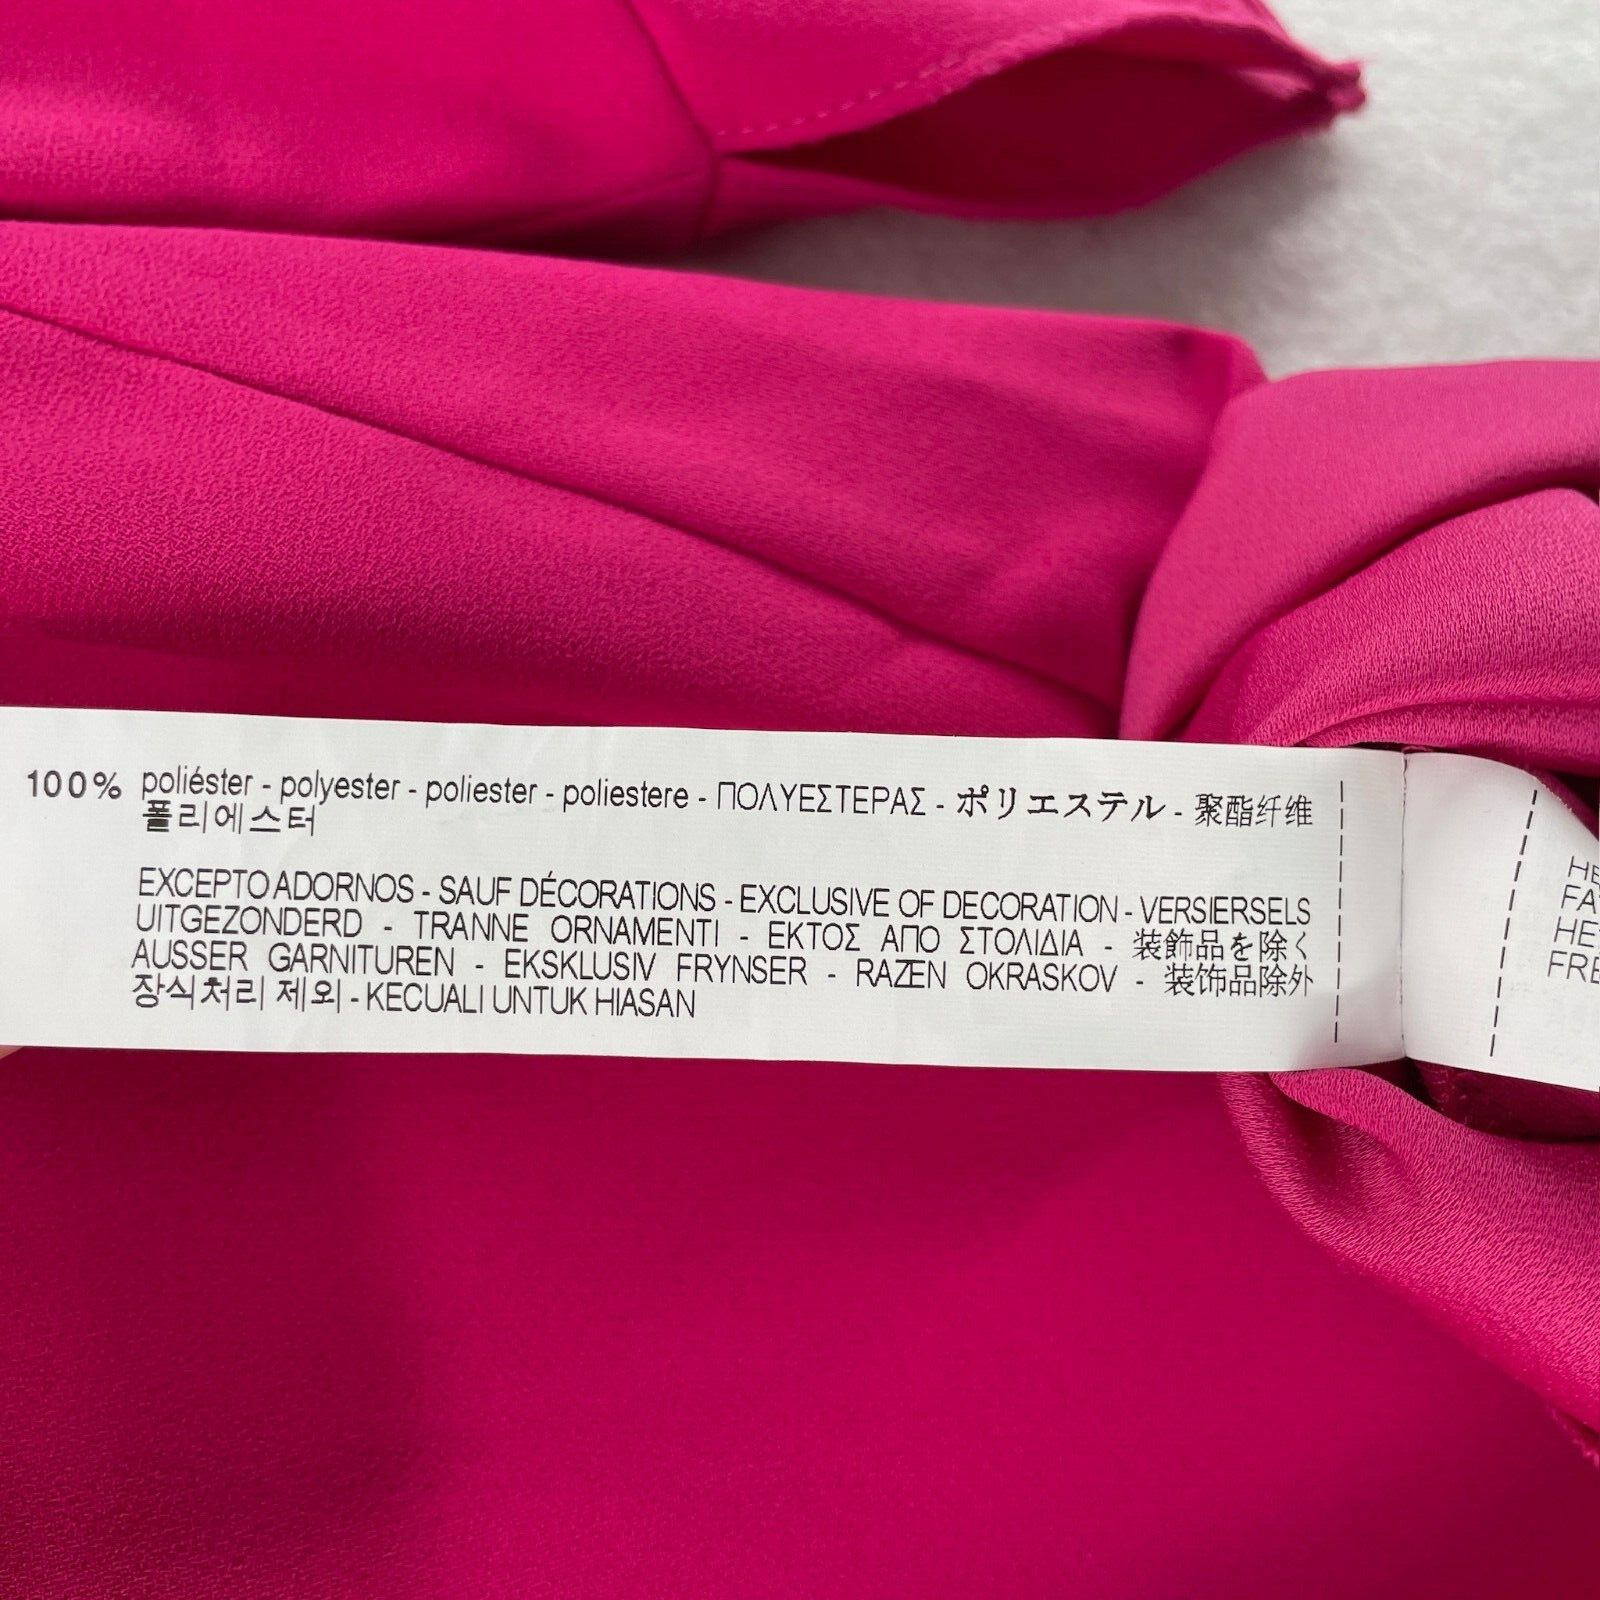 100% poliéster - polyester - poliester - poliestere - ΠΟΛΥΕΣΤΕΡΑΣ - ポリエステル - 聚酯纤维
폴리에스터
EXCEPTO ADORNOS - SAUF DÉCORATIONS - EXCLUSIVE OF DECORATION - VERSIERSELS
UITGEZONDERD - TRANNE ORNAMENTI - ΕΚΤΟΣ ΑΠΟ ΣΤΟΛΙΔΙΑ - 装飾品を除く
AUSSER GARNITUREN - EKSKLUSIV FRYNSER - RAZEN OKRASKOV - 装饰品除外
장식처리 제외 - KECUALI UNTUK HIASAN